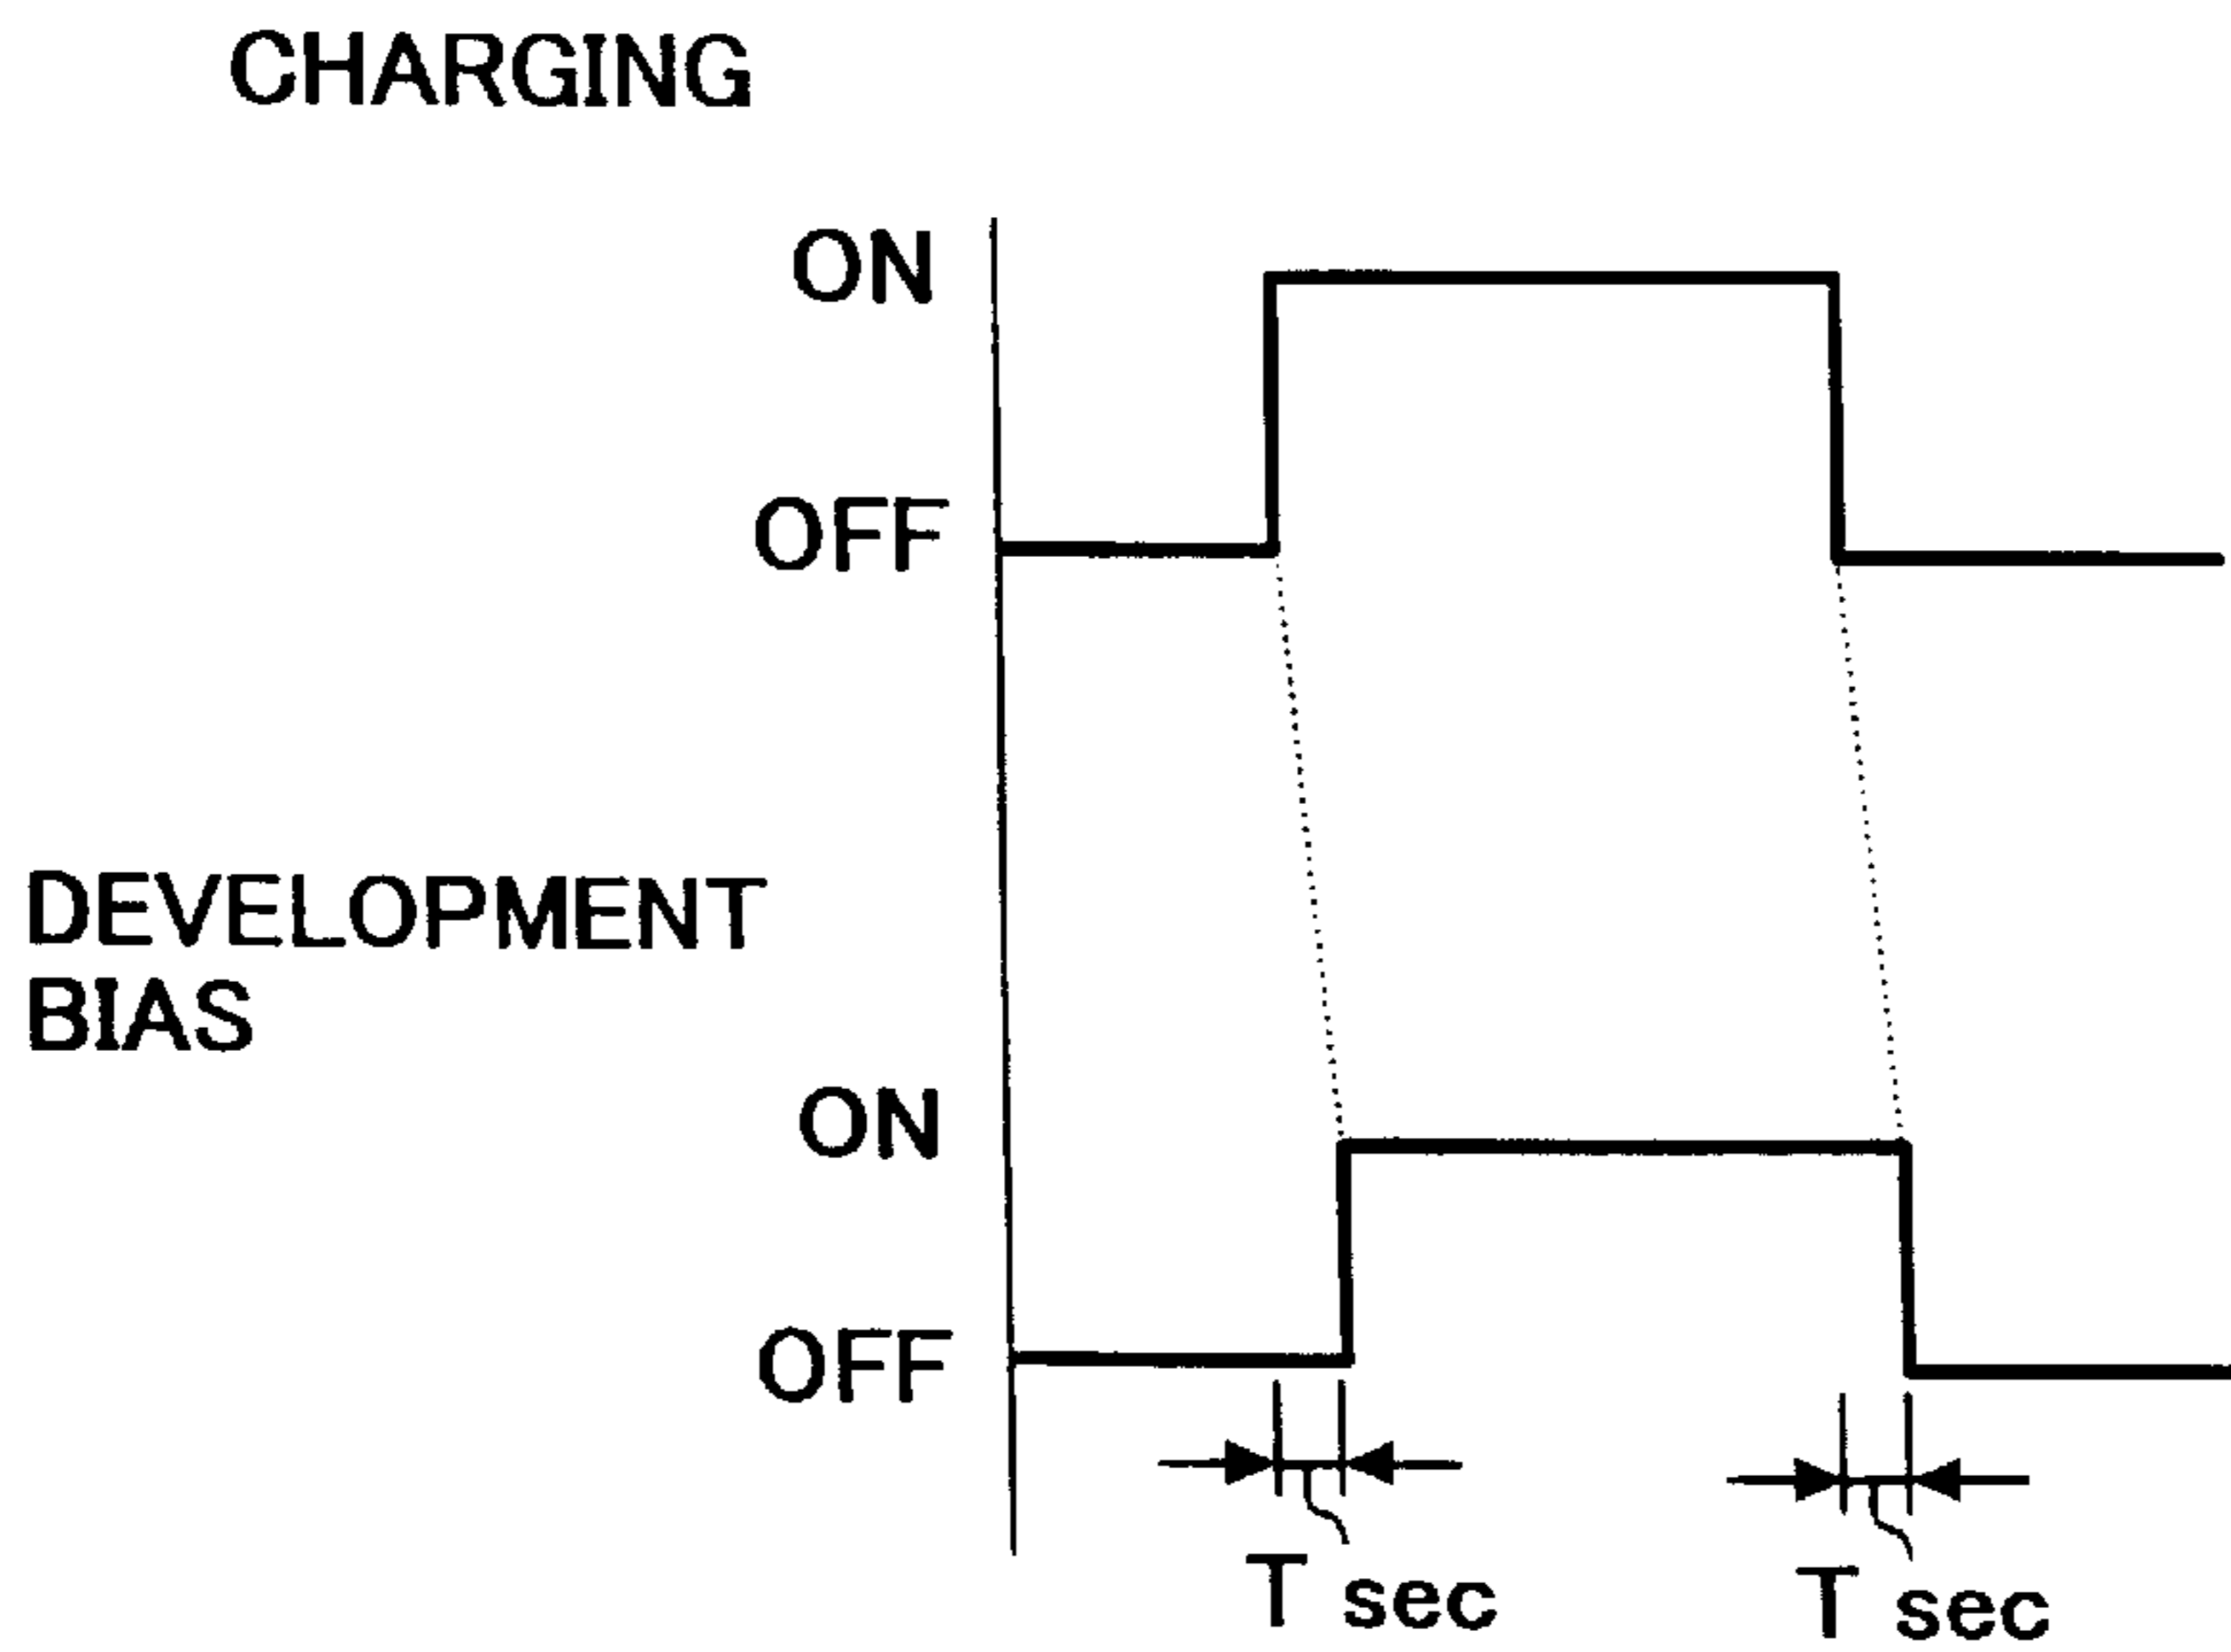 CHARGING
ON
OFF
DEVELOPMENT
BIAS
ON
OFF
T sec
T sec